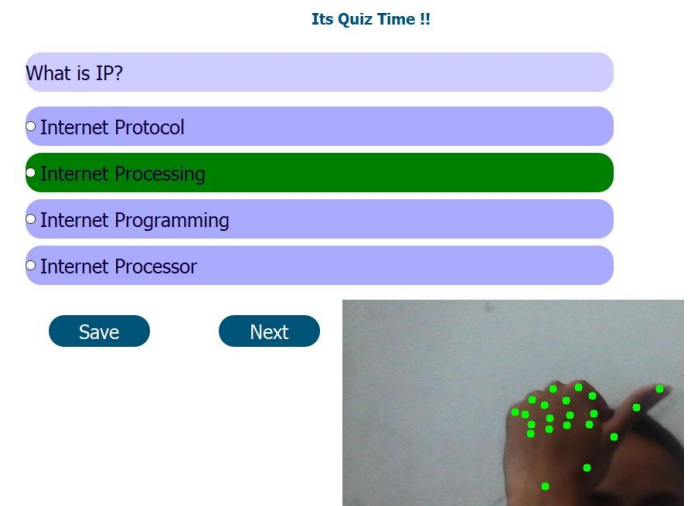 Its Quiz Time !!
What is IP?
Internet Protocol
Internet Processing
Internet Programming
Internet Processor
Save
Next